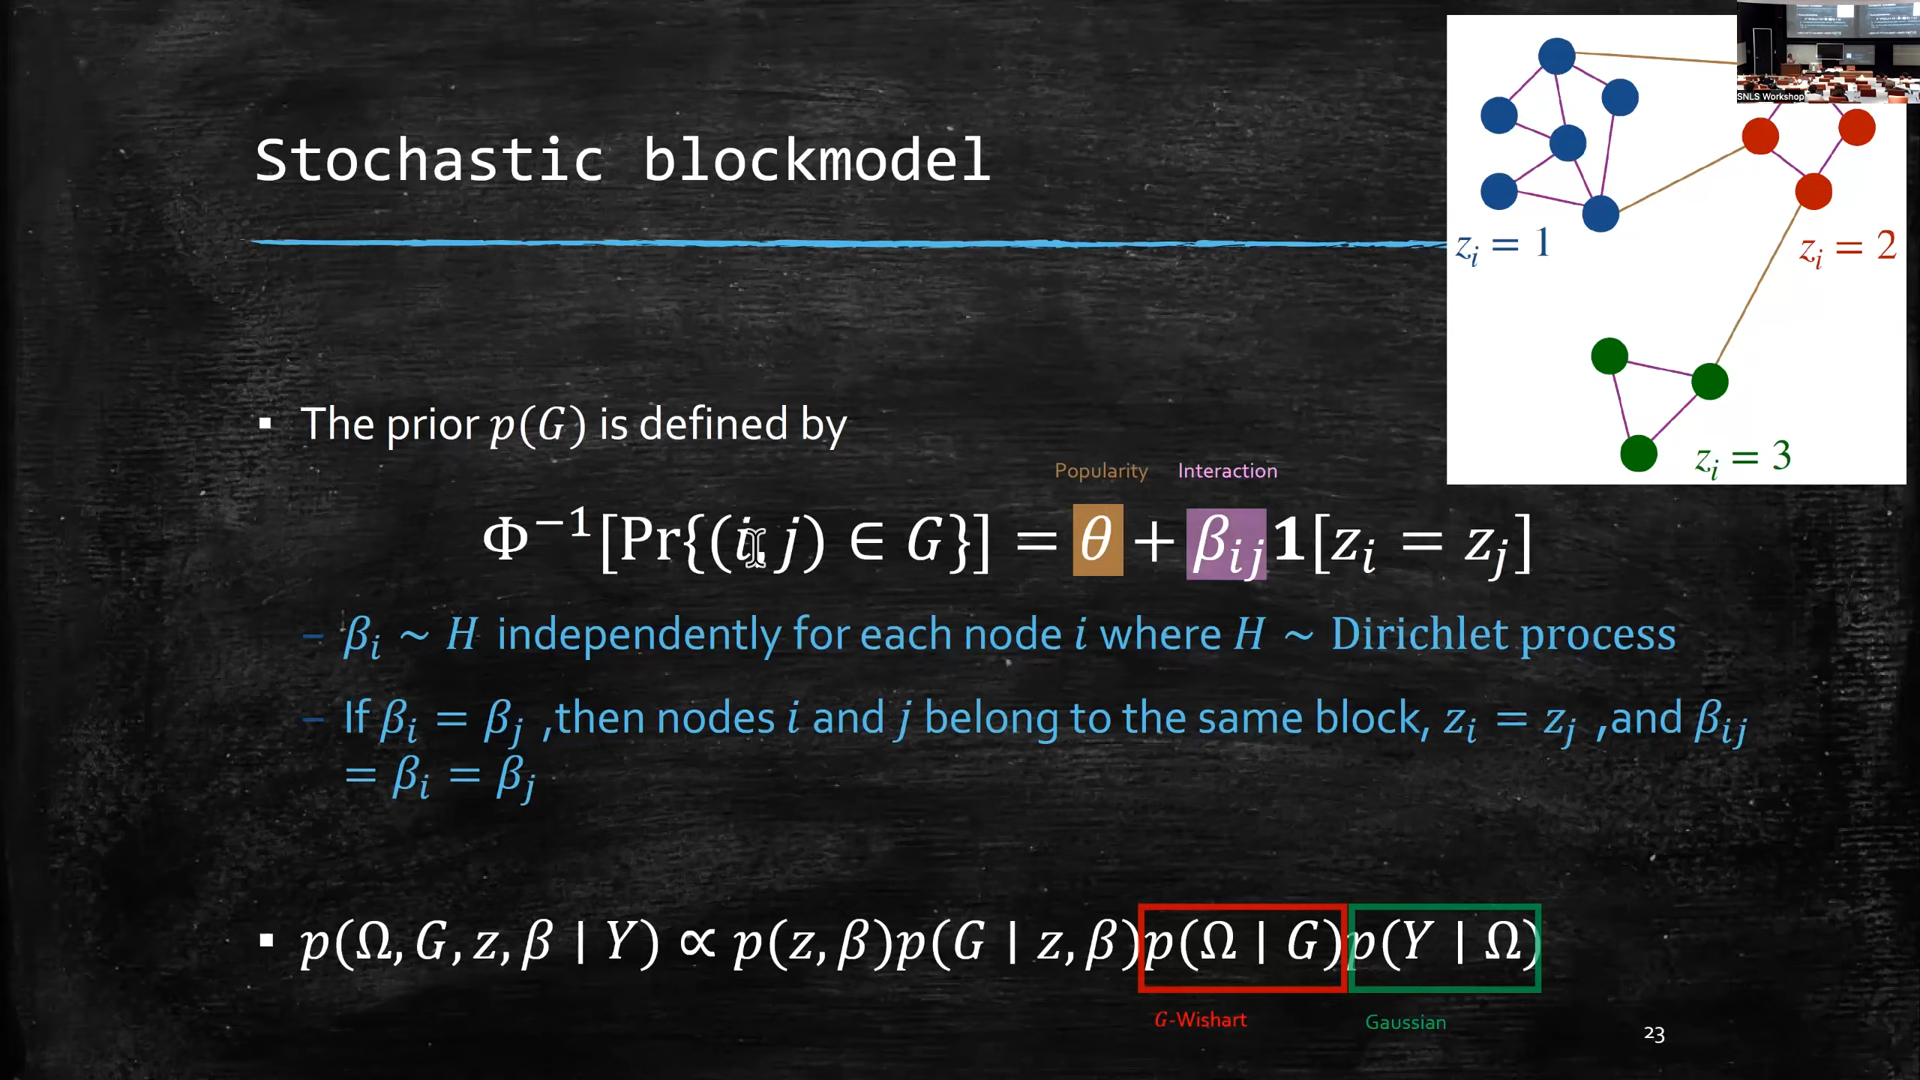 SNLS Workshop
Stochastic blockmodel
zᵢ = 1
zᵢ = 2
zᵢ = 3
▪ The prior p(G) is defined by
Popularity Interaction
Φ⁻¹[Pr{(i, j) ∈ G}] = θ + βᵢⱼ𝟏[zᵢ = zⱼ]
– βᵢ ~ H independently for each node i where H ~ Dirichlet process
– If βᵢ = βⱼ ,then nodes i and j belong to the same block, zᵢ = zⱼ ,and βᵢⱼ
= βᵢ = βⱼ
▪ p(Ω, G, z, β | Y) ∝ p(z, β)p(G | z, β)p(Ω | G)p(Y | Ω)
G-Wishart Gaussian
23